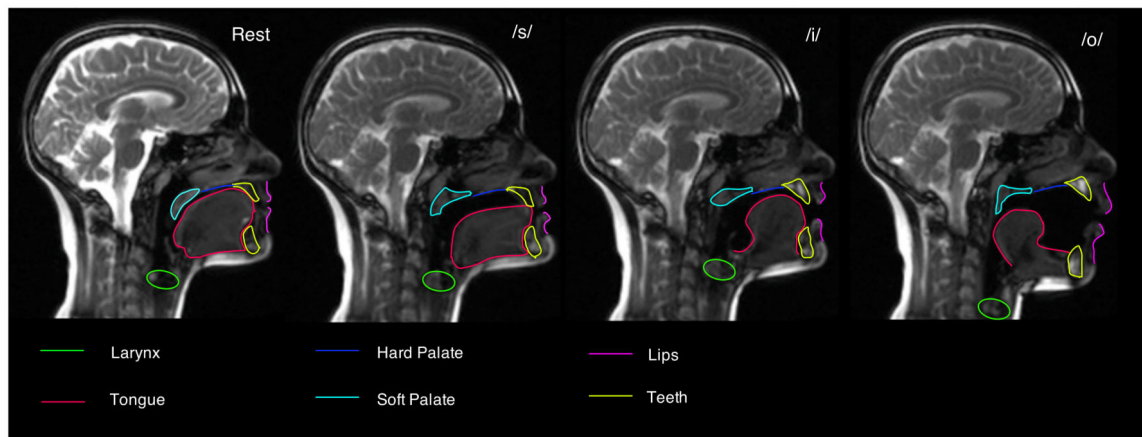 Rest
/s/
/i/
/o/
Larynx
Hard Palate
Lips
Tongue
Soft Palate
Teeth